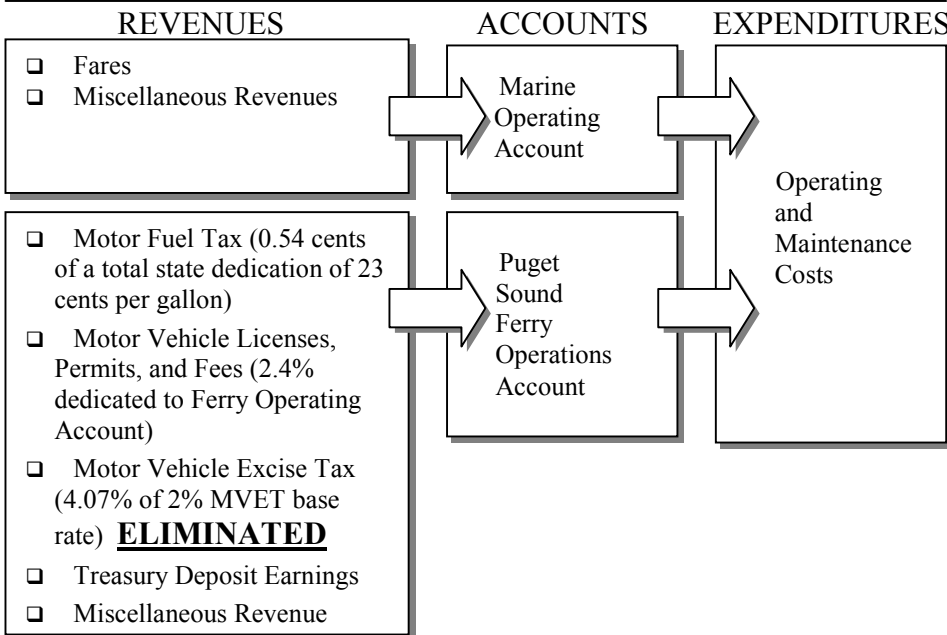 REVENUES
ACCOUNTS
EXPENDITURES
❑ Fares
❑ Miscellaneous Revenues
Marine
Operating
Account
Operating
and
Maintenance
Costs
❑ Motor Fuel Tax (0.54 cents
of a total state dedication of 23
cents per gallon)
❑ Motor Vehicle Licenses,
Permits, and Fees (2.4%
dedicated to Ferry Operating
Account)
❑ Motor Vehicle Excise Tax
(4.07% of 2% MVET base
rate) ELIMINATED
❑ Treasury Deposit Earnings
❑ Miscellaneous Revenue
Puget
Sound
Ferry
Operations
Account